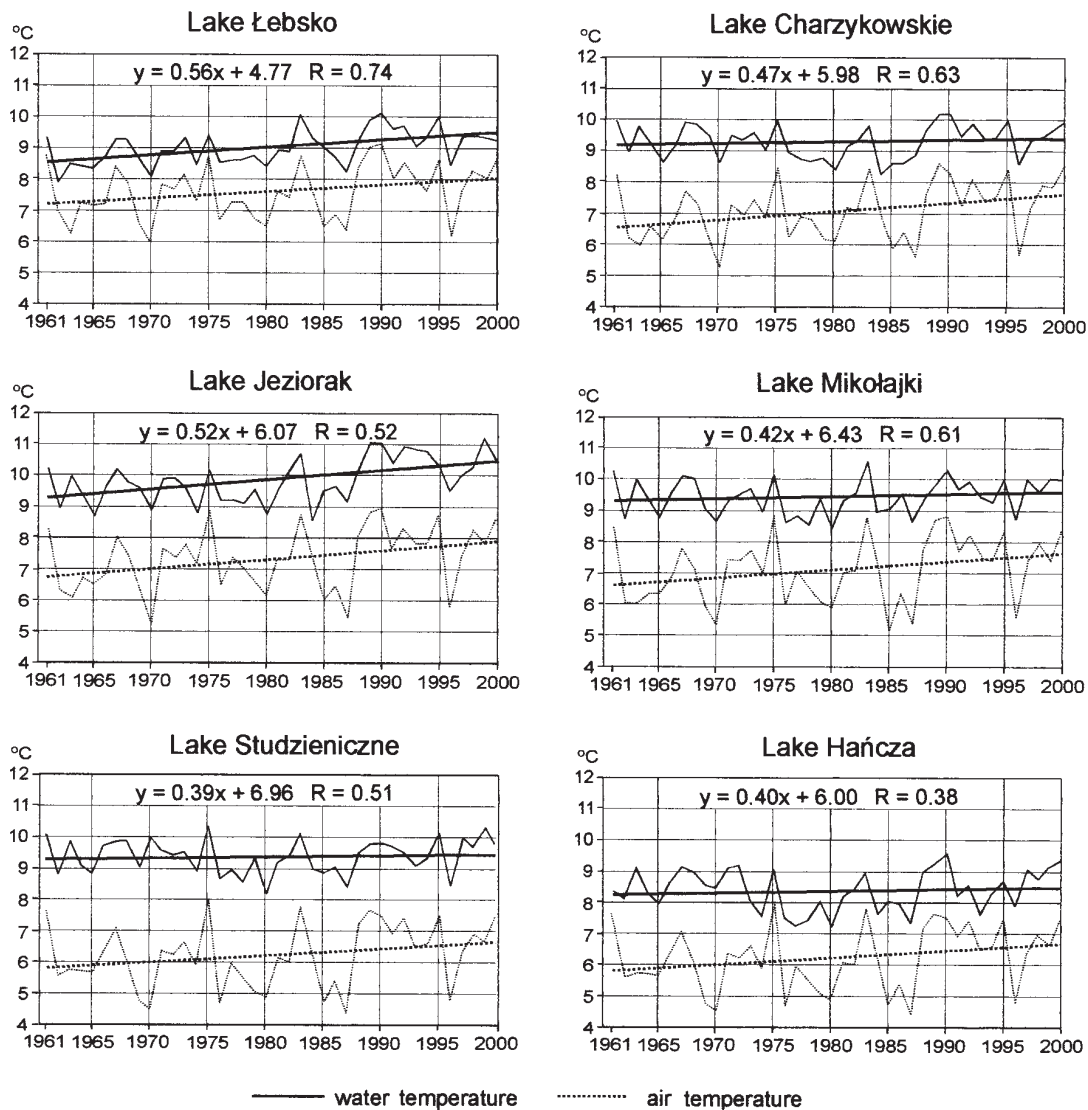 Lake Łebsko
°C
12
11
10
9
8
7
6
5
4
y = 0.56x + 4.77 R = 0.74
1961 1965 1970 1975 1980 1985 1990 1995 2000
Lake Charzykowskie
°C
12
11
10
9
8
7
6
5
4
y = 0.47x + 5.98 R = 0.63
1961 1965 1970 1975 1980 1985 1990 1995 2000
Lake Jeziorak
°C
12
11
10
9
8
7
6
5
4
y = 0.52x + 6.07 R = 0.52
1961 1965 1970 1975 1980 1985 1990 1995 2000
Lake Mikołajki
°C
12
11
10
9
8
7
6
5
4
y = 0.42x + 6.43 R = 0.61
1961 1965 1970 1975 1980 1985 1990 1995 2000
Lake Studzieniczne
°C
12
11
10
9
8
7
6
5
4
y = 0.39x + 6.96 R = 0.51
1961 1965 1970 1975 1980 1985 1990 1995 2000
Lake Hańcza
°C
12
11
10
9
8
7
6
5
4
y = 0.40x + 6.00 R = 0.38
1961 1965 1970 1975 1980 1985 1990 1995 2000
water temperature air temperature